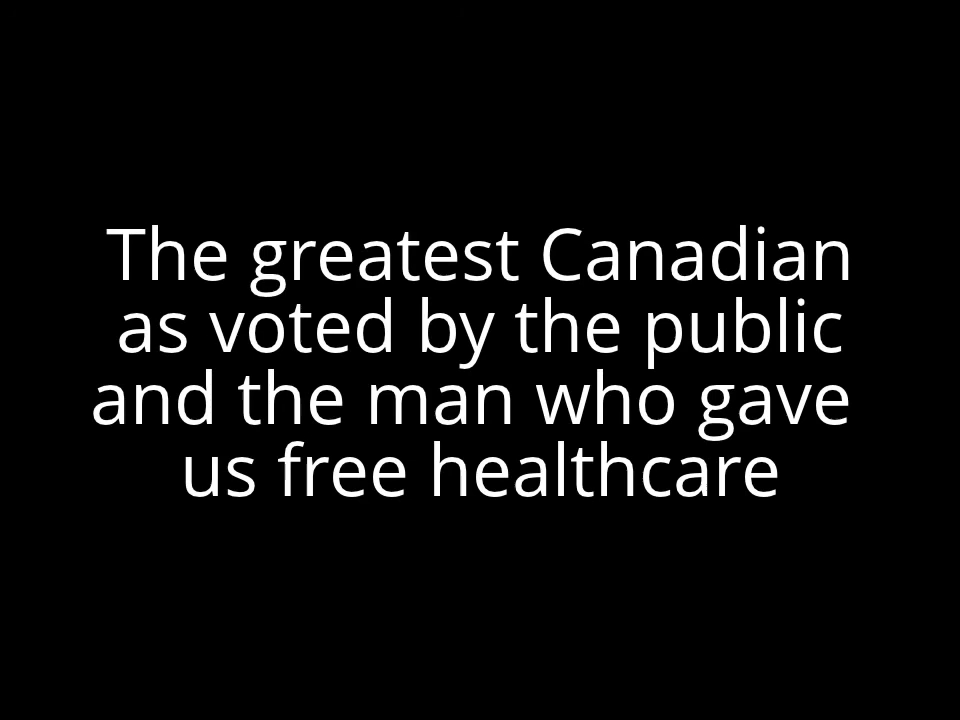 The greatest Canadian
as voted by the public
and the man who gave
us free healthcare